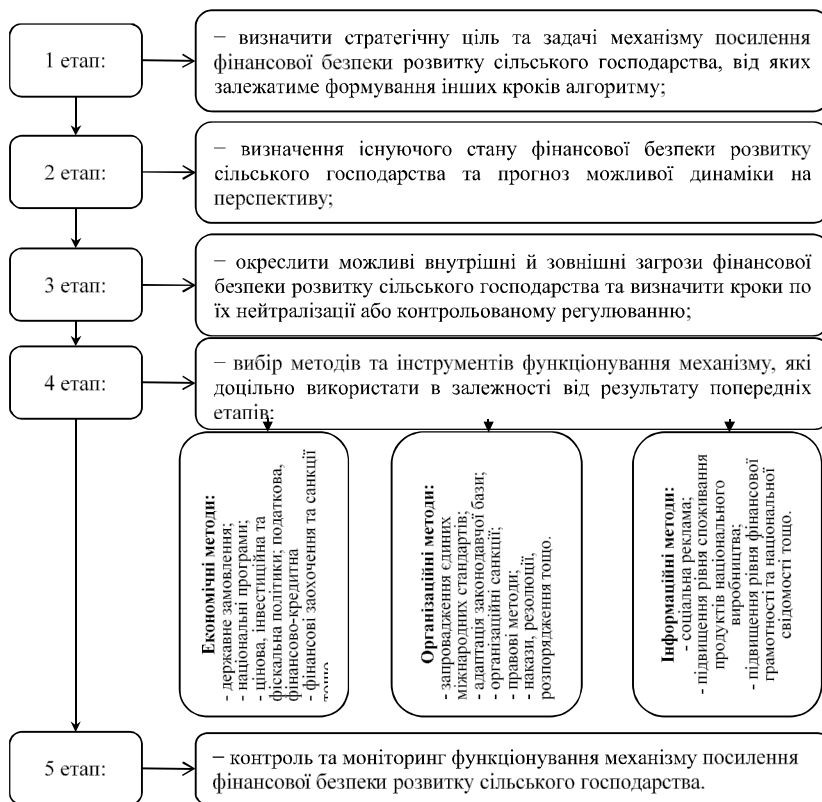 1 етап:
− визначити стратегічну ціль та задачі механізму посилення
фінансової безпеки розвитку сільського господарства, від яких
залежатиме формування інших кроків алгоритму;
2 етап:
− визначення існуючого стану фінансової безпеки розвитку
сільського господарства та прогноз можливої динаміки на
перспективу;
3 етап:
− окреслити можливі внутрішні й зовнішні загрози фінансової
безпеки розвитку сільського господарства та визначити кроки по
їх нейтралізації або контрольованому регулюванню;
4 етап:
− вибір методів та інструментів функціонування механізму, які
доцільно використати в залежності від результату попередніх
етапів:
Економічні методи:
- державне замовлення;
- національні програми;
- цінова, інвестиційна та
фіскальна політики; податкова,
фінансово-кредитна
- фінансові заохочення та санкції
тощо.
Організаційні методи:
- запровадження єдиних
міжнародних стандартів;
- адаптація законодавчої бази;
- організаційні санкції;
- правові методи;
- накази, резолюції,
розпорядження тощо.
Інформаційні методи:
- соціальна реклама;
- підвищення рівня споживання
продуктів національного
виробництва;
- підвищення рівня фінансової
грамотності та національної
свідомості тощо.
5 етап:
− контроль та моніторинг функціонування механізму посилення
фінансової безпеки розвитку сільського господарства.